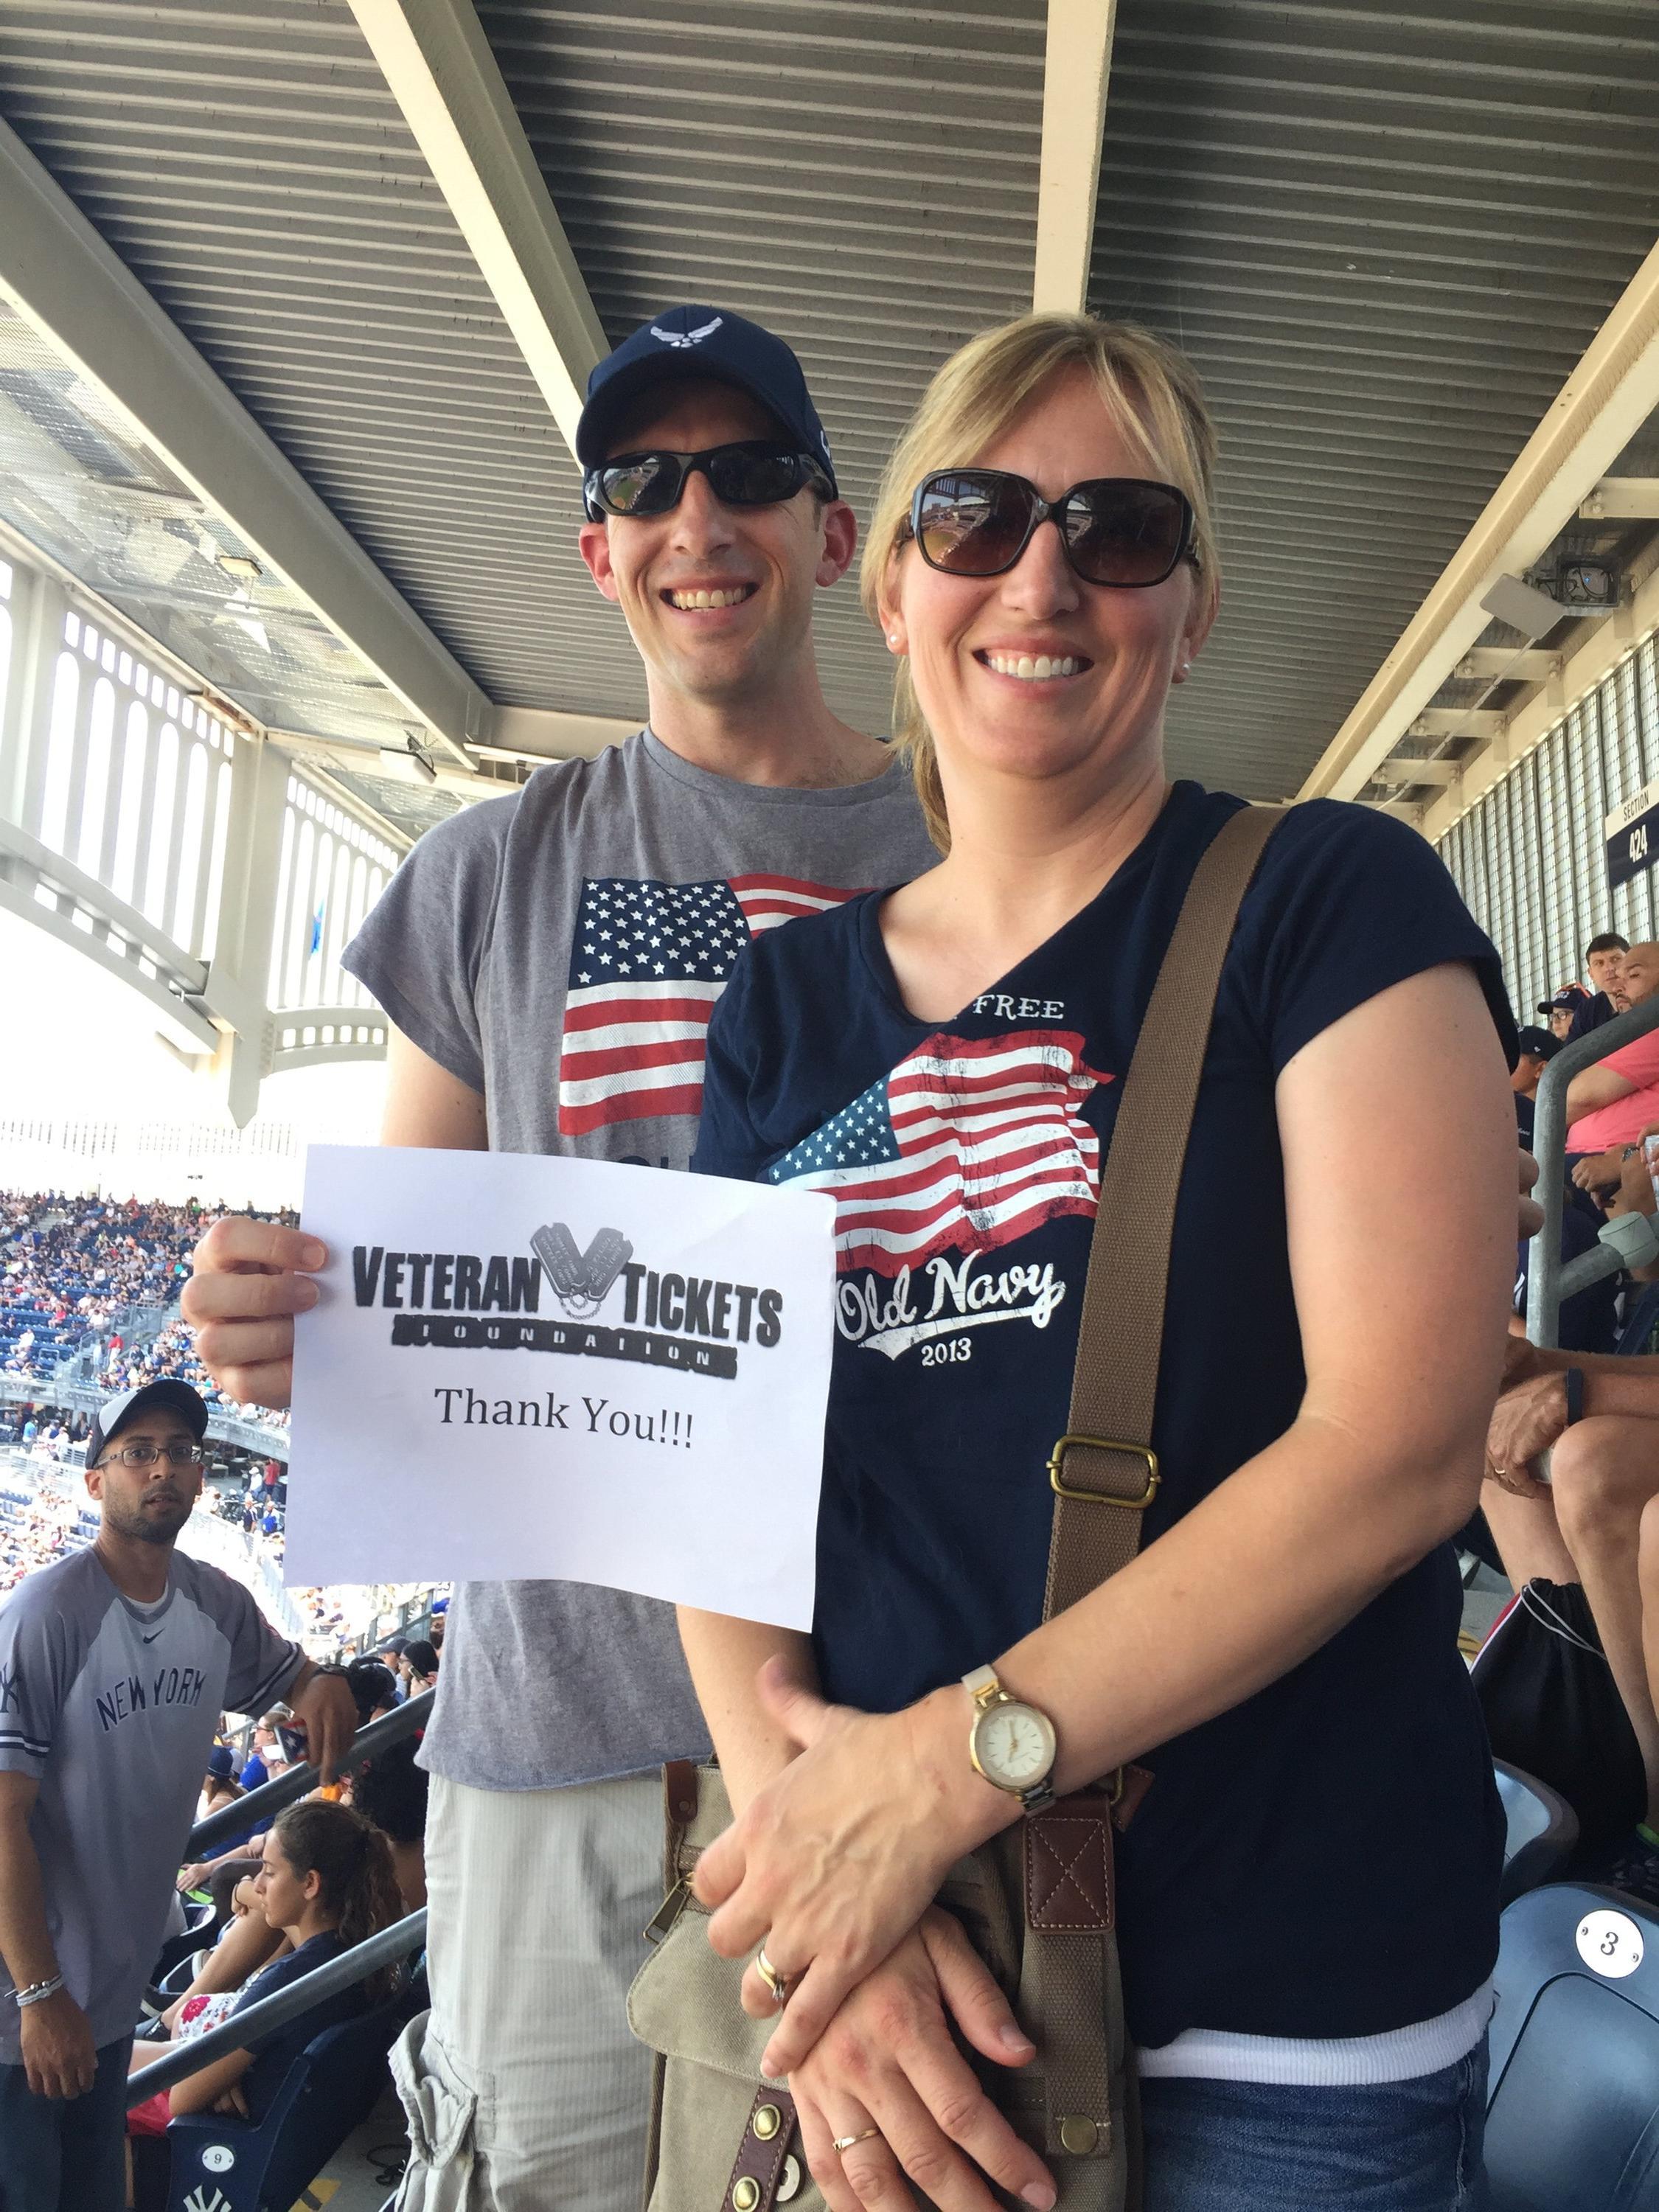 SECTION
424
FREE
Old Navy
2013
VETERAN TICKETS
FOUNDATION
Thank You!!!
NEW YORK
3
9